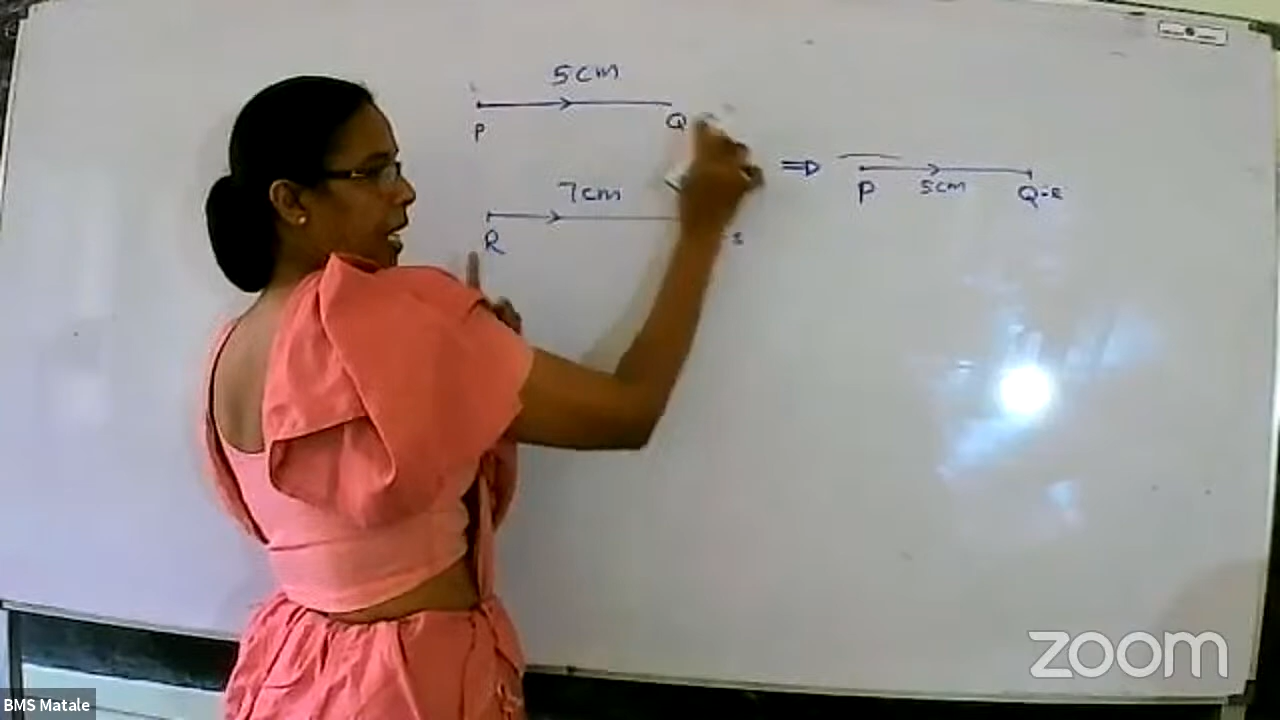 5cm
P Q
7cm
R s
⇒
P 5cm Q-R
zoom
BMS Matale